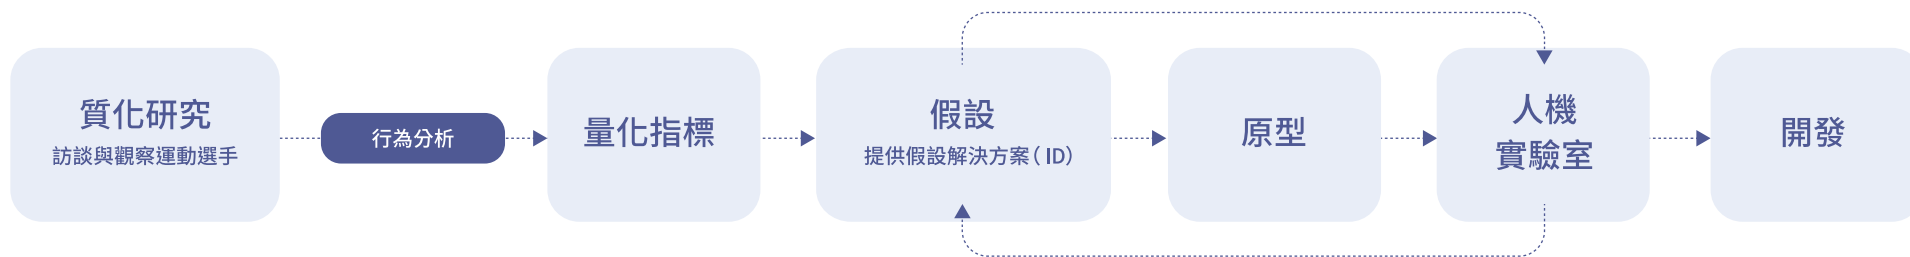 質化研究
訪談與觀察運動選手
行為分析
量化指標
假設
提供假設解決方案( ID)
原型
人機
實驗室
開發